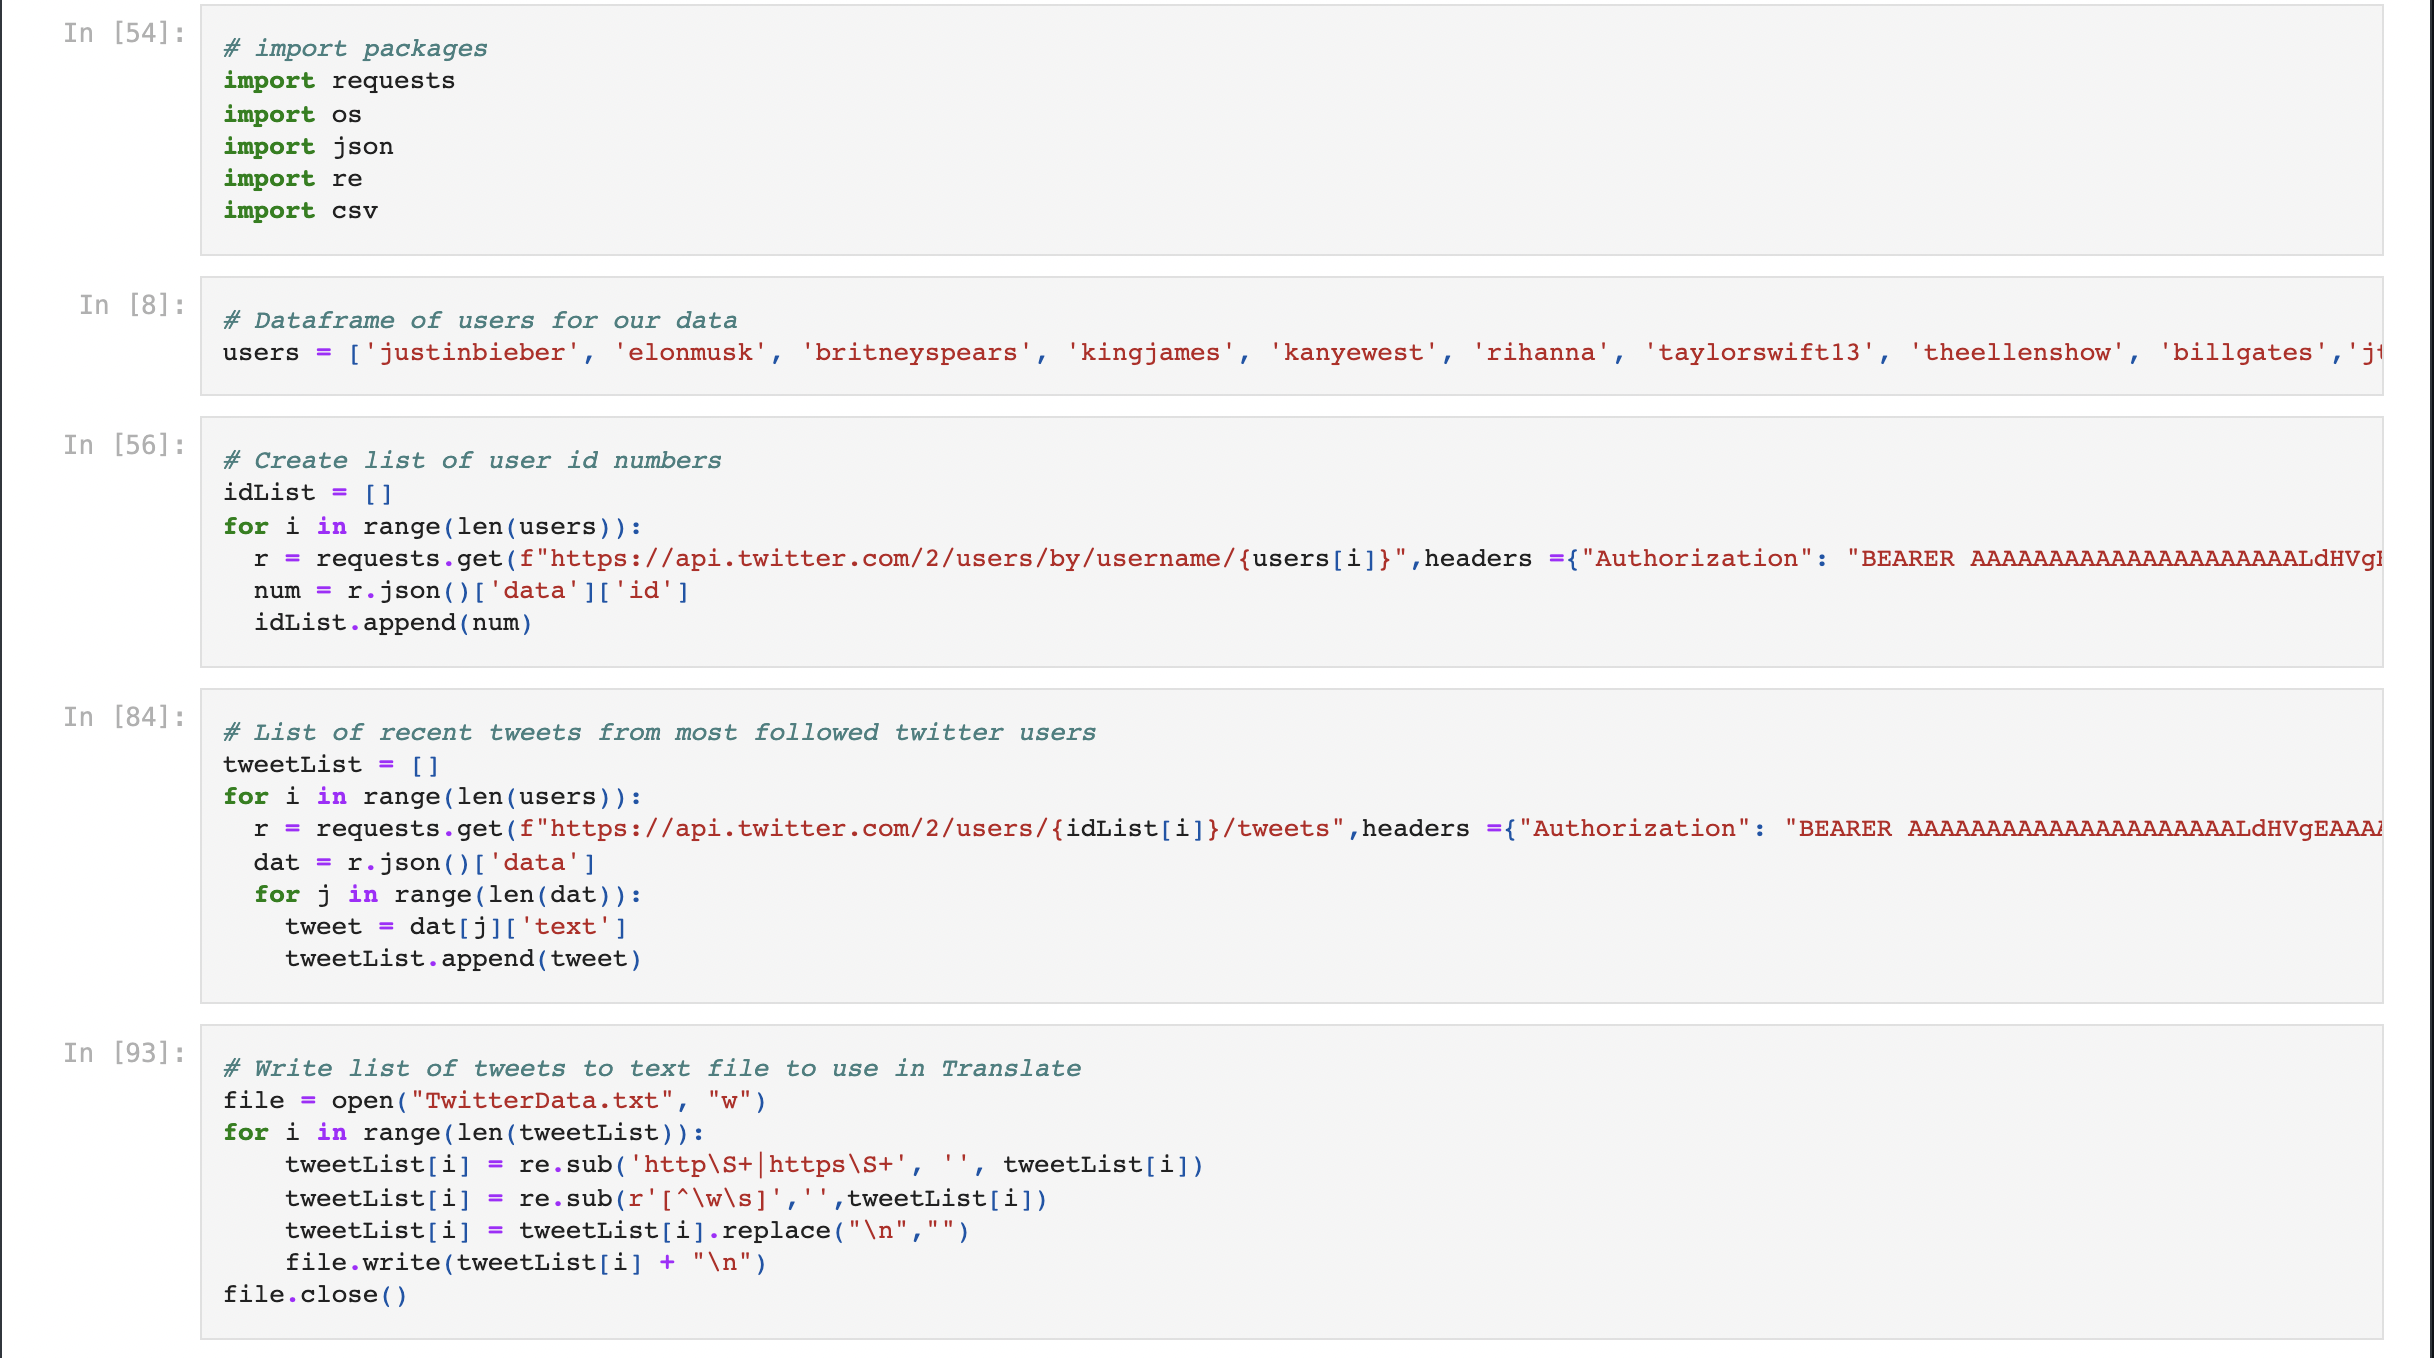 In [54]:
# import packages
import requests
import os
import json
import re
import csv
In [8]:
# Dataframe of users for our data
users = ['justinbieber', 'elonmusk', 'britneyspears', 'kingjames', 'kanyewest', 'rihanna', 'taylorswift13', 'theellenshow', 'billgates','jt
In [56]:
# Create list of user id numbers
idList = []
for i in range(len(users)):
  r = requests.get(f"https://api.twitter.com/2/users/by/username/{users[i]}",headers ={"Authorization": "BEARER AAAAAAAAAAAAAAAAAAAAALdHVgE
  num = r.json()['data']['id']
  idList.append(num)
In [84]:
# List of recent tweets from most followed twitter users
tweetList = []
for i in range(len(users)):
  r = requests.get(f"https://api.twitter.com/2/users/{idList[i]}/tweets",headers ={"Authorization": "BEARER AAAAAAAAAAAAAAAAAAAAALdHVgEAAAA
  dat = r.json()['data']
  for j in range(len(dat)):
    tweet = dat[j]['text']
    tweetList.append(tweet)
In [93]:
# Write list of tweets to text file to use in Translate
file = open("TwitterData.txt", "w")
for i in range(len(tweetList)):
    tweetList[i] = re.sub('http\S+|https\S+', '', tweetList[i])
    tweetList[i] = re.sub(r'[^\w\s]','',tweetList[i])
    tweetList[i] = tweetList[i].replace("\n","")
    file.write(tweetList[i] + "\n")
file.close()